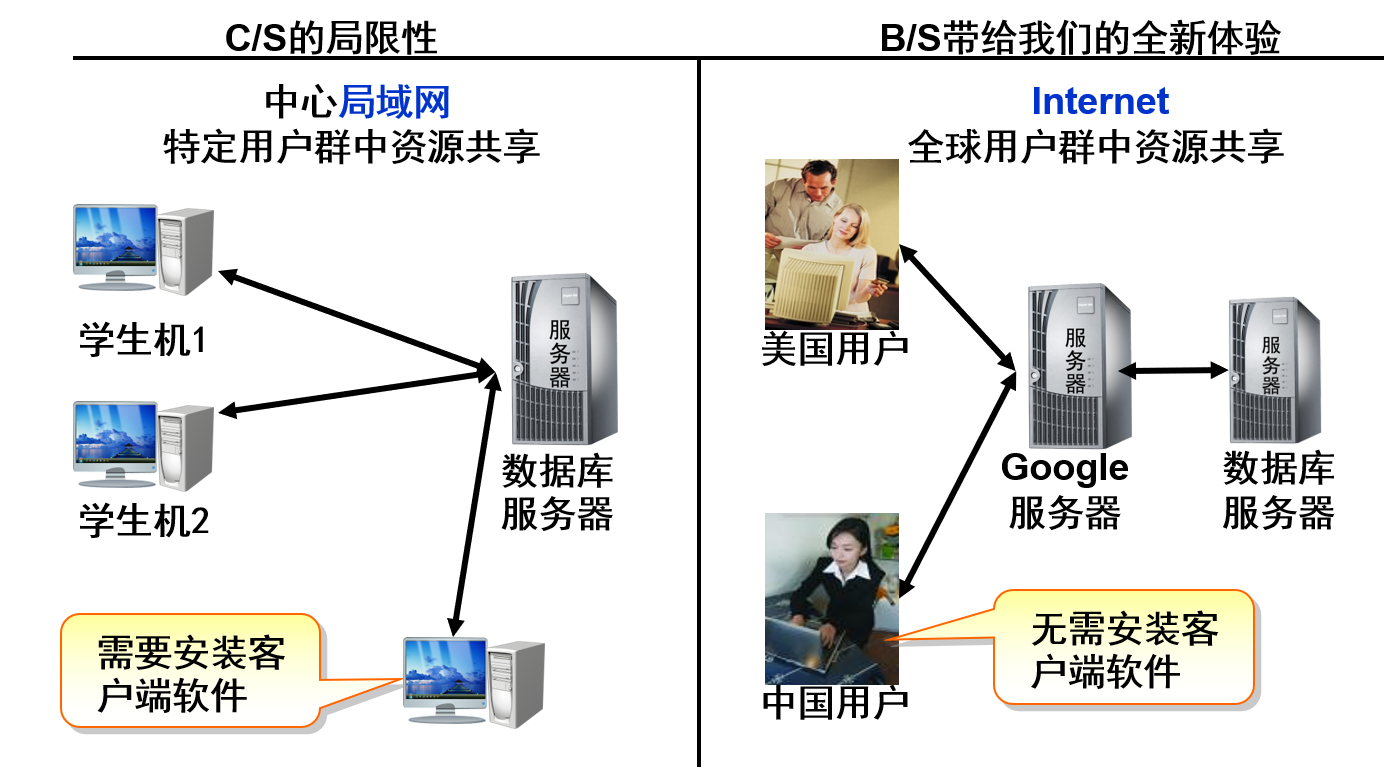 C/S的局限性
中心局域网
特定用户群中资源共享
学生机1
学生机2
服
务
器
数据库
服务器
需要安装客
户端软件
B/S带给我们的全新体验
Internet
全球用户群中资源共享
美国用户
服
务
器
Google
服务器
服
务
器
数据库
服务器
中国用户
无需安装客
户端软件